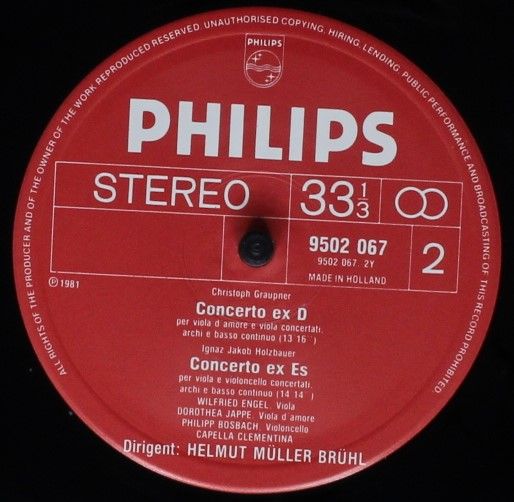 ALL RIGHTS OF THE PRODUCER AND OF THE OWNER OF THE WORK REPRODUCED RESERVED UNAUTHORISED COPYING, HIRING, LENDING, PUBLIC PERFORMANCE AND BROADCASTING OF THIS RECORD PROHIBITED
PHILIPS
PHILIPS
STEREO 33 1/3
9502 067
9502 067. 2Y
MADE IN HOLLAND
2
℗1981
Christoph Graupner
Concerto ex D
per viola d amore e viola concertati,
archi e basso continuo (13 16 )
Ignaz Jakob Holzbauer
Concerto ex Es
per viola e violoncello concertati,
archi e basso continuo (14 14 )
WILFRIED ENGEL, Viola
DOROTHEA JAPPE, Viola d amore
PHILIPP BOSBACH, Violoncello
CAPELLA CLEMENTINA
Dirigent: HELMUT MÜLLER BRÜHL